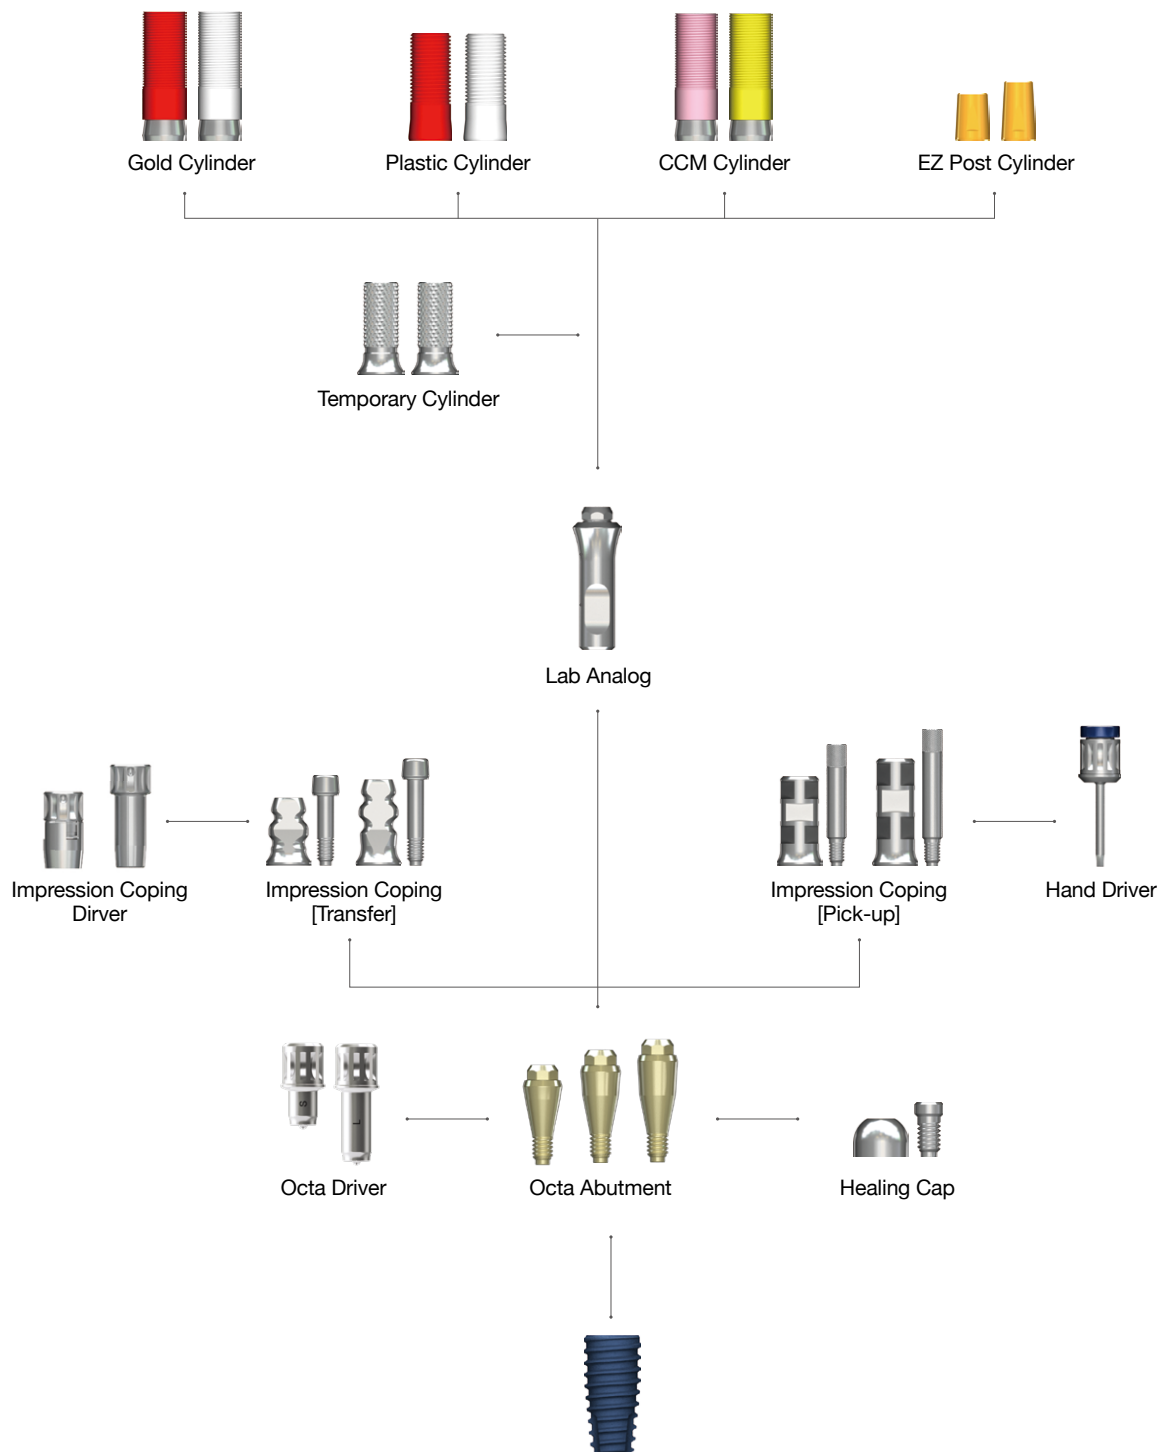 Gold Cylinder
Plastic Cylinder
CCM Cylinder
EZ Post Cylinder
Temporary Cylinder
Lab Analog
Impression Coping
Dirver
Impression Coping
[Transfer]
Impression Coping
[Pick-up]
Hand Driver
S
L
Octa Driver
Octa Abutment
Healing Cap